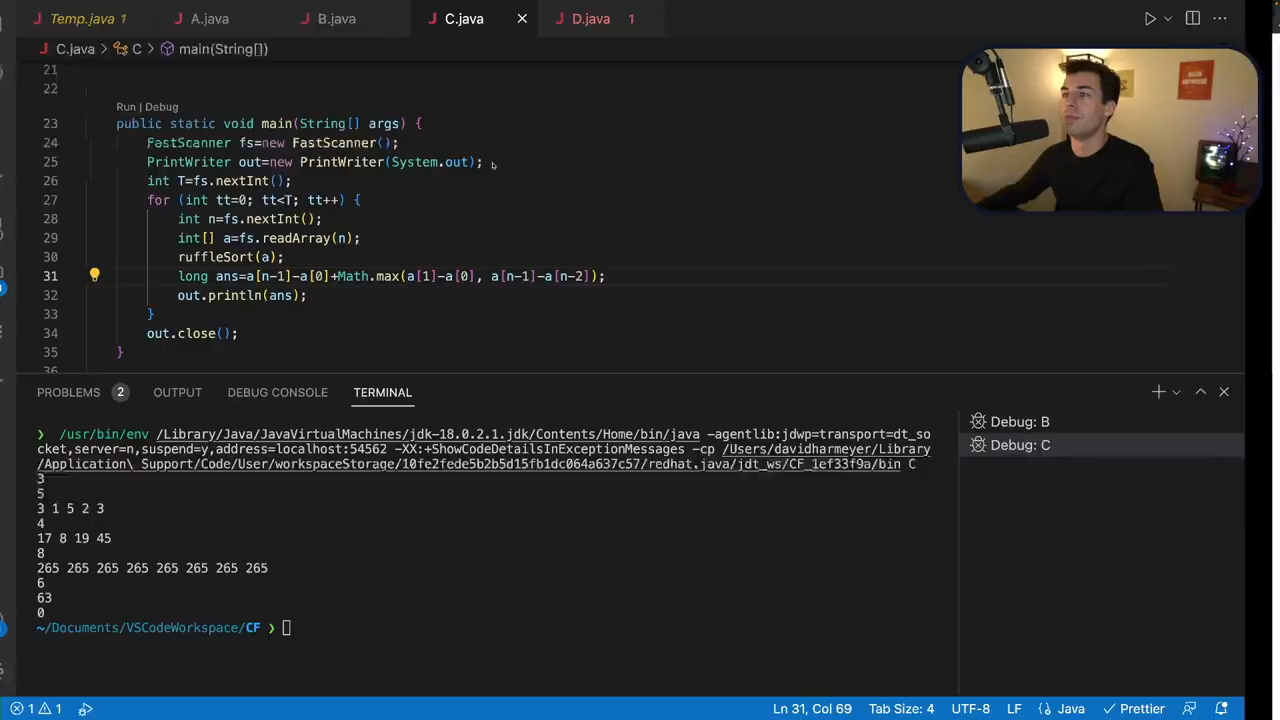 J Temp.java 1 J A.java J B.java J C.java J D.java 1
J C.java > C > main(String[])
21
22
Run | Debug
23 public static void main(String[] args) {
24 FastScanner fs=new FastScanner();
25 PrintWriter out=new PrintWriter(System.out);
26 int T=fs.nextInt();
27 for (int tt=0; tt<T; tt++) {
28 int n=fs.nextInt();
29 int[] a=fs.readArray(n);
30 ruffleSort(a);
31 long ans=a[n-1]-a[0]+Math.max(a[1]-a[0], a[n-1]-a[n-2]);
32 out.println(ans);
33 }
34 out.close();
35 }
36
PROBLEMS 2 OUTPUT DEBUG CONSOLE TERMINAL
❯ /usr/bin/env /Library/Java/JavaVirtualMachines/jdk-18.0.2.1.jdk/Contents/Home/bin/java -agentlib:jdwp=transport=dt_so
cket,server=n,suspend=y,address=localhost:54562 -XX:+ShowCodeDetailsInExceptionMessages -cp /Users/davidharmeyer/Library
/Application\ Support/Code/User/workspaceStorage/10fe2fede5b2b5d15fb1dc064a637c57/redhat.java/jdt_ws/CF_1ef33f9a/bin C
3
5
3 1 5 2 3
4
17 8 19 45
8
265 265 265 265 265 265 265 265
6
63
0
~/Documents/VSCodeWorkspace/CF ❯
Debug: B
Debug: C
1 1 Ln 31, Col 69 Tab Size: 4 UTF-8 LF {} Java Prettier